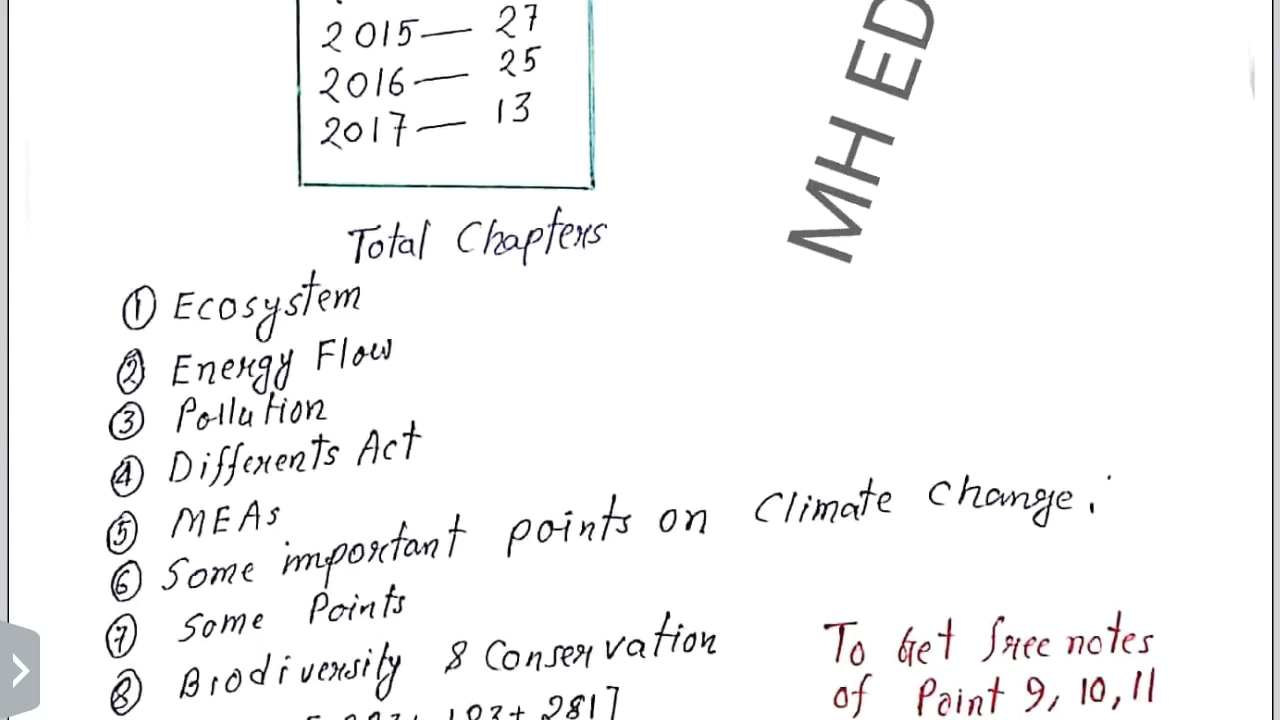 2015— 27
2016— 25
2017— 13
MH ED
Total Chapters
① Ecosystem
② Energy Flow
③ Pollution
④ Differents Act
⑤ MEAs
⑥ Some important points on Climate Change.
⑦ Some Points
⑧ Biodiversity & Conservation
To Get free notes
of Point 9, 10, 11